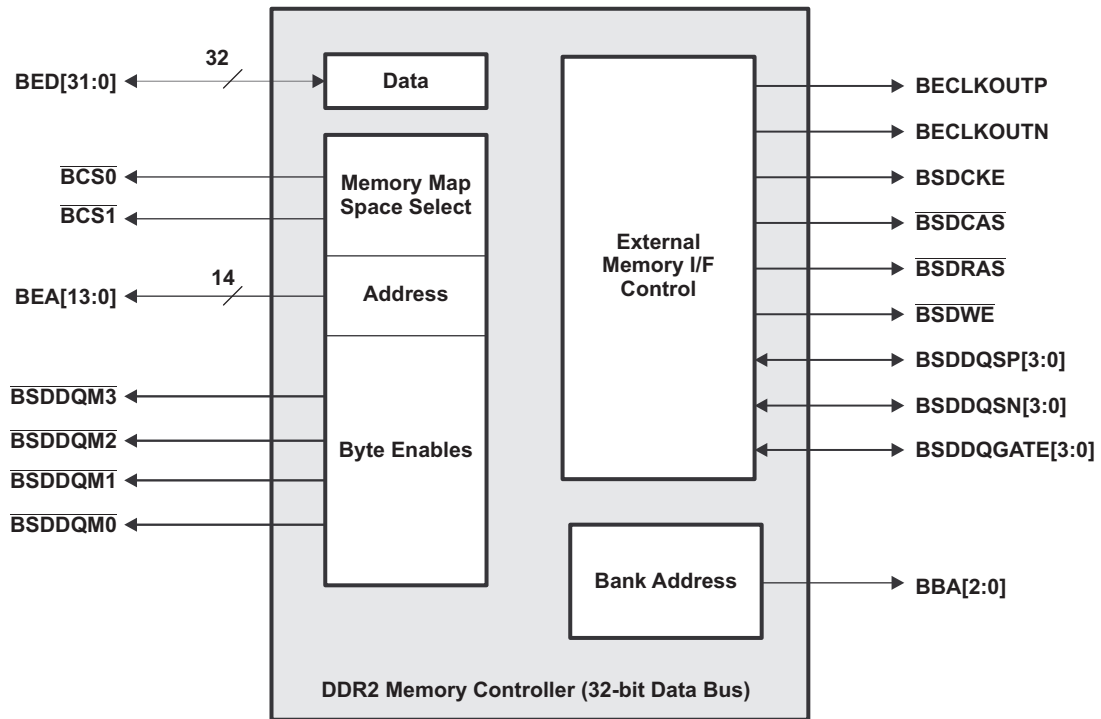 32
BED[31:0]
Data
BCS0
BCS1
Memory Map
Space Select
14
BEA[13:0]
Address
BSDDQM3
BSDDQM2
BSDDQM1
BSDDQM0
Byte Enables
External
Memory I/F
Control
BECLKOUTP
BECLKOUTN
BSDCKE
BSDCAS
BSDRAS
BSDWE
BSDDQSP[3:0]
BSDDQSN[3:0]
BSDDQGATE[3:0]
Bank Address
BBA[2:0]
DDR2 Memory Controller (32-bit Data Bus)